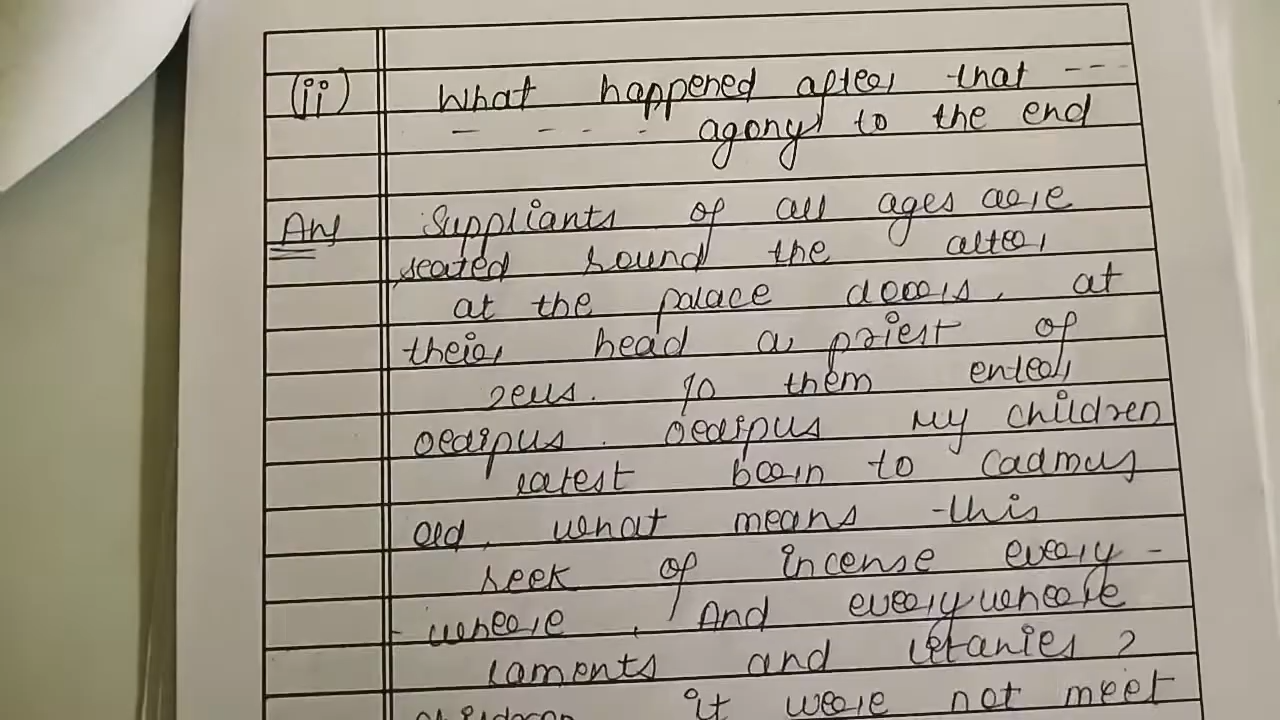 (ii) What happened after that ---
- - - - agony to the end
Ans Suppliants of all ages are
seated round the alter
at the palace doors, at
their head a priest of
zeus. To them enter,
oedipus. oedipus My children
latest born to Cadmus
old, what means this
reek of incense every-
where, And everywhere
laments and litanies ?
it were not meet